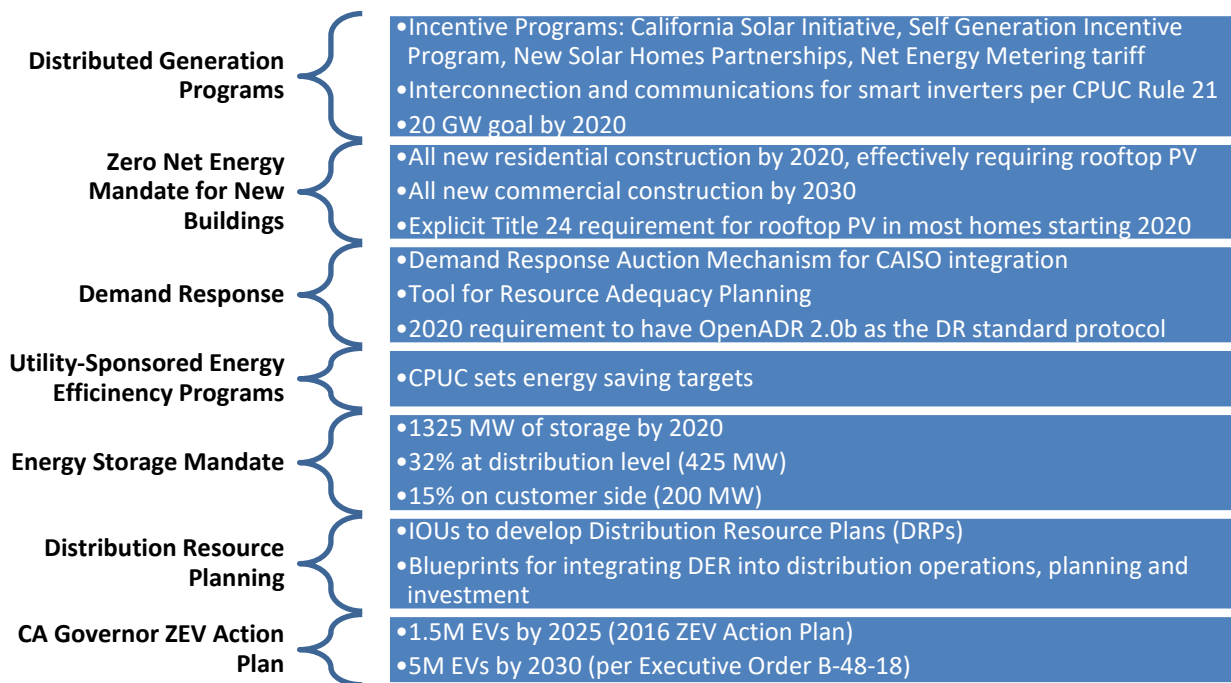 Distributed Generation
Programs
•Incentive Programs: California Solar Initiative, Self Generation Incentive
Program, New Solar Homes Partnerships, Net Energy Metering tariff
•Interconnection and communications for smart inverters per CPUC Rule 21
•20 GW goal by 2020
Zero Net Energy
Mandate for New
Buildings
•All new residential construction by 2020, effectively requiring rooftop PV
•All new commercial construction by 2030
•Explicit Title 24 requirement for rooftop PV in most homes starting 2020
Demand Response
•Demand Response Auction Mechanism for CAISO integration
•Tool for Resource Adequacy Planning
•2020 requirement to have OpenADR 2.0b as the DR standard protocol
Utility-Sponsored Energy
Efficinency Programs
•CPUC sets energy saving targets
Energy Storage Mandate
•1325 MW of storage by 2020
•32% at distribution level (425 MW)
•15% on customer side (200 MW)
Distribution Resource
Planning
•IOUs to develop Distribution Resource Plans (DRPs)
•Blueprints for integrating DER into distribution operations, planning and
investment
CA Governor ZEV Action
Plan
•1.5M EVs by 2025 (2016 ZEV Action Plan)
•5M EVs by 2030 (per Executive Order B-48-18)